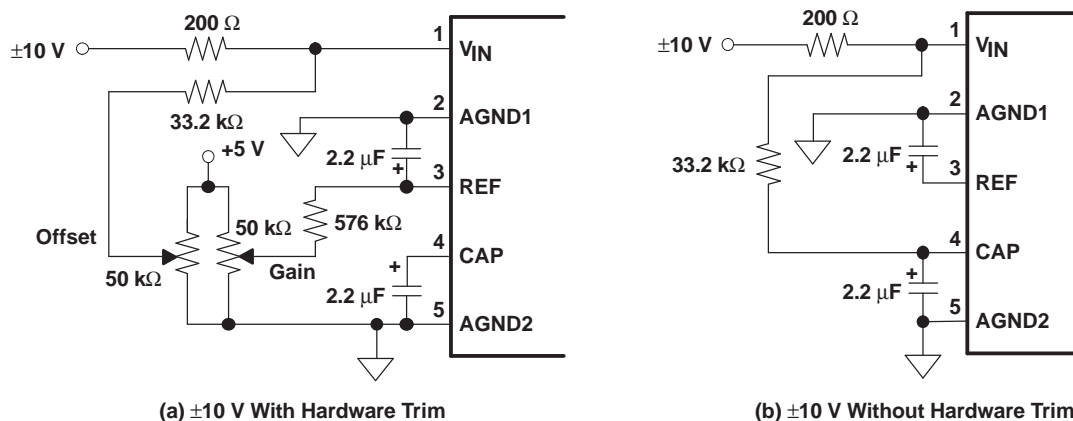 200 Ω
±10 V
33.2 kΩ
+5 V
Offset
50 kΩ
50 kΩ
Gain
576 kΩ
2.2 μF
+
+
2.2 μF
1
VIN
2
AGND1
3
REF
4
CAP
5
AGND2
(a) ±10 V With Hardware Trim
200 Ω
±10 V
33.2 kΩ
2.2 μF
+
+
2.2 μF
1
VIN
2
AGND1
3
REF
4
CAP
5
AGND2
(b) ±10 V Without Hardware Trim